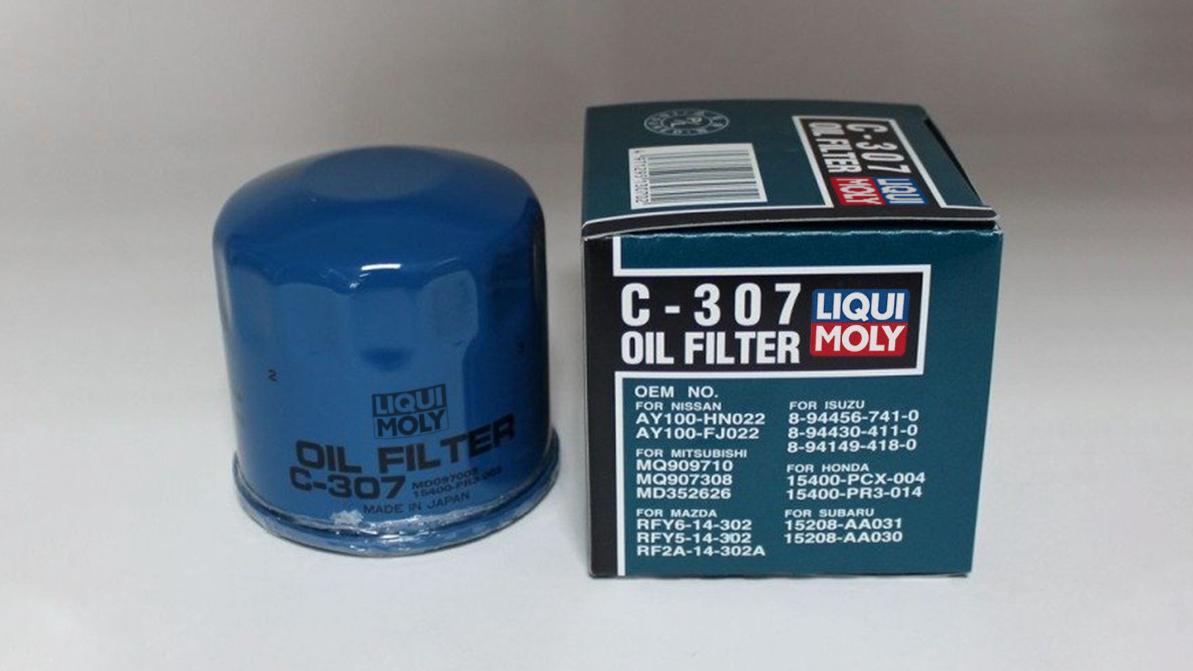 C-307
OIL FILTER
LIQUI
MOLY
C-307
OIL FILTER
LIQUI
MOLY
OEM NO.
FOR NISSAN
AY100-HN022
AY100-FJ022
FOR MITSUBISHI
MQ909710
MQ907308
MD352626
FOR MAZDA
RFY6-14-302
RFY5-14-302
RF2A-14-302A
FOR ISUZU
8-94456-741-0
8-94430-411-0
8-94149-418-0
FOR HONDA
15400-PCX-004
15400-PR3-014
FOR SUBARU
15208-AA031
15208-AA030
LIQUI
MOLY
OIL FILTER
C-307
15400-PR3-003
MADE IN JAPAN